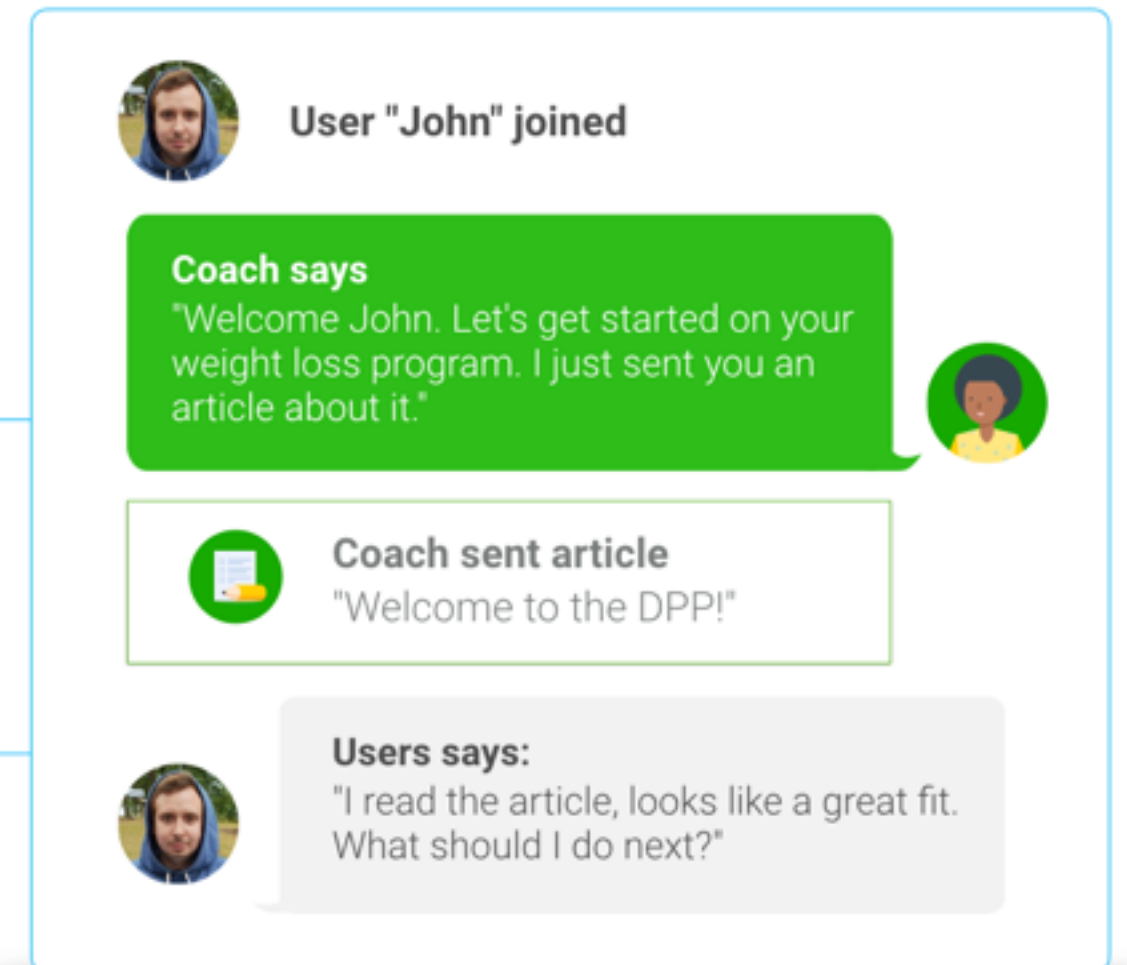 User "John" joined
Coach says
"Welcome John. Let's get started on your
weight loss program. I just sent you an
article about it."
Coach sent article
"Welcome to the DPP!"
Users says:
"I read the article, looks like a great fit.
What should I do next?"